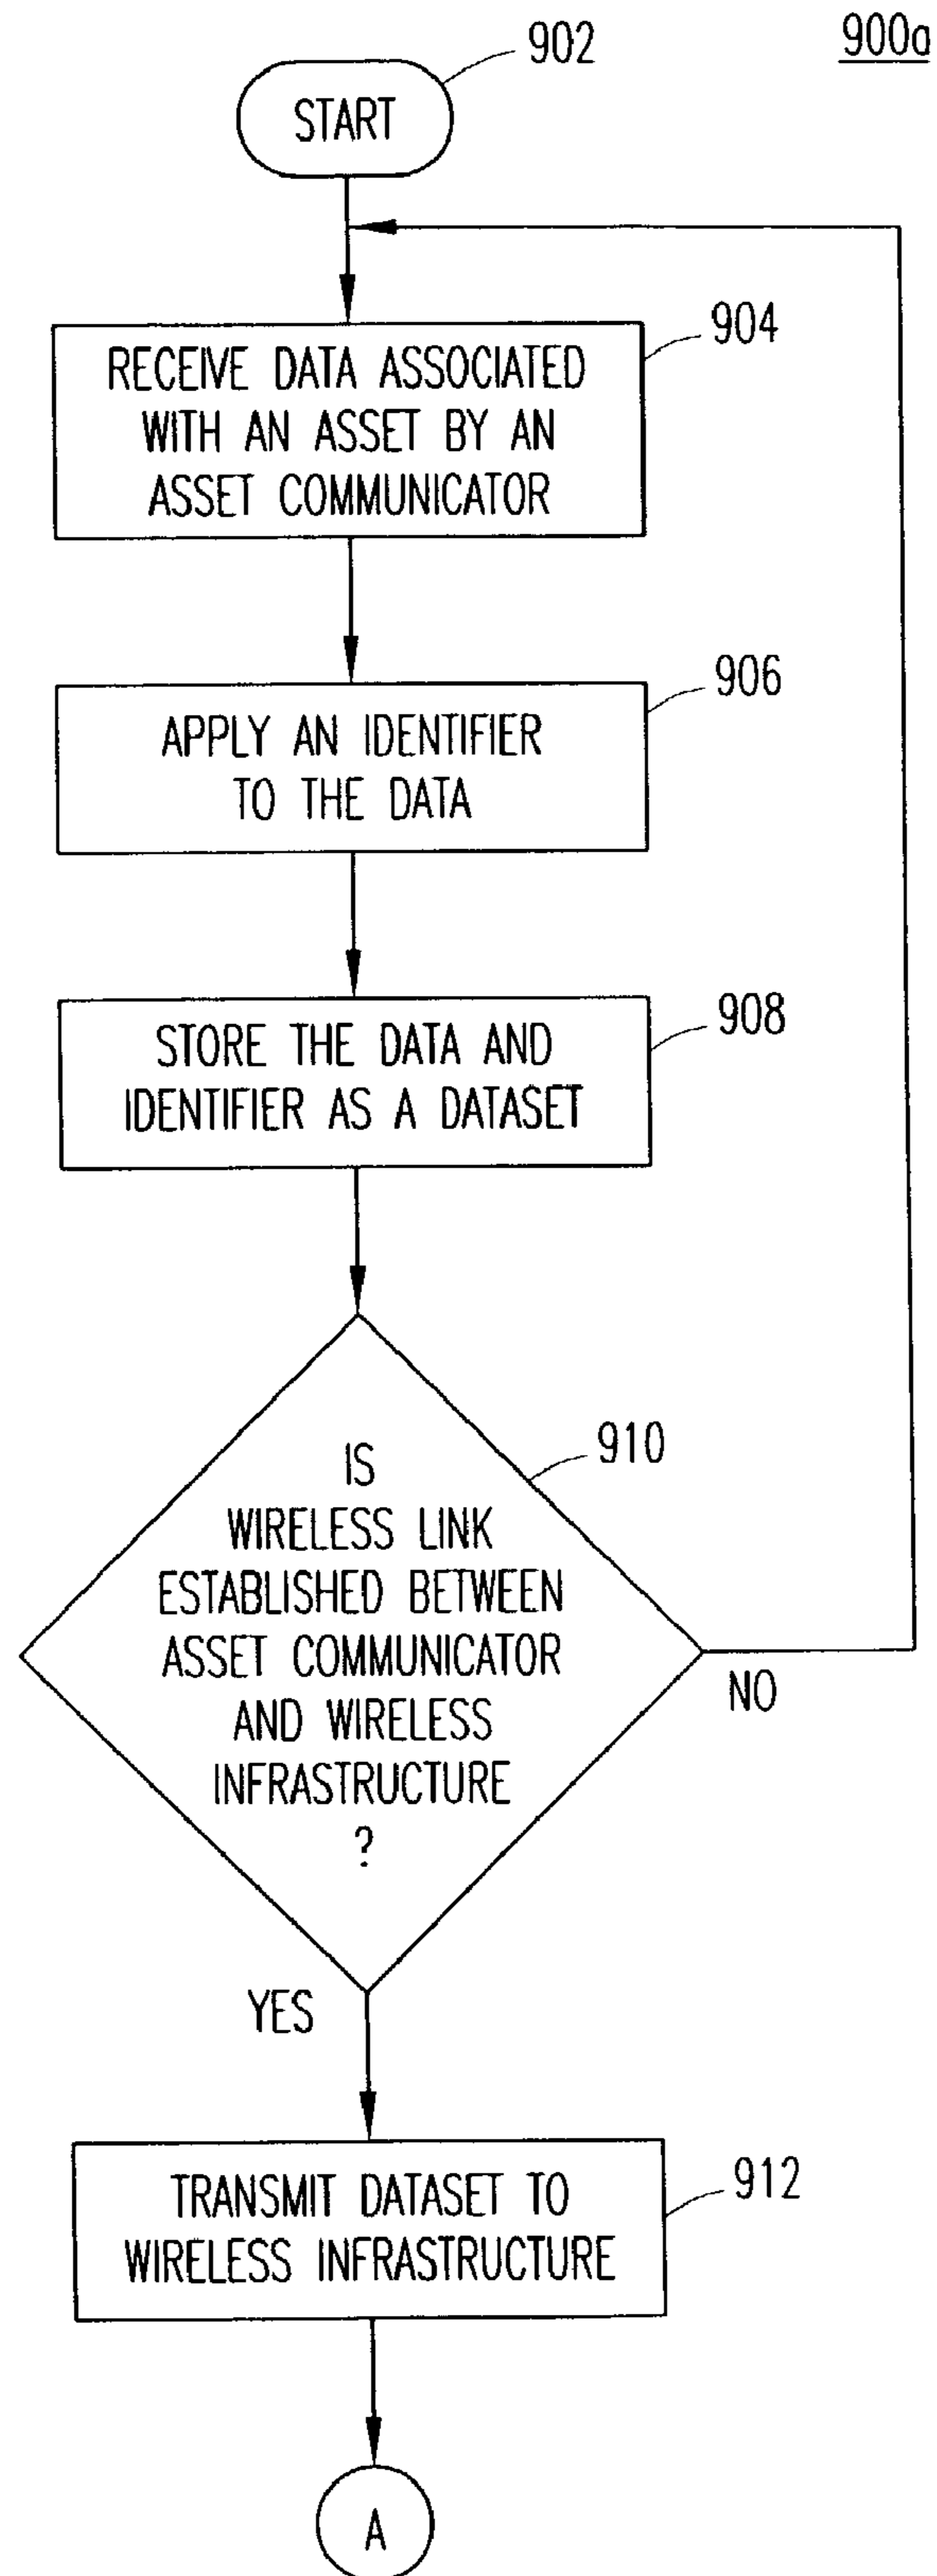 900a
902
START
904
RECEIVE DATA ASSOCIATED
WITH AN ASSET BY AN
ASSET COMMUNICATOR
906
APPLY AN IDENTIFIER
TO THE DATA
908
STORE THE DATA AND
IDENTIFIER AS A DATASET
910
IS
WIRELESS LINK
ESTABLISHED BETWEEN
ASSET COMMUNICATOR
AND WIRELESS
INFRASTRUCTURE
?
NO
YES
912
TRANSMIT DATASET TO
WIRELESS INFRASTRUCTURE
A